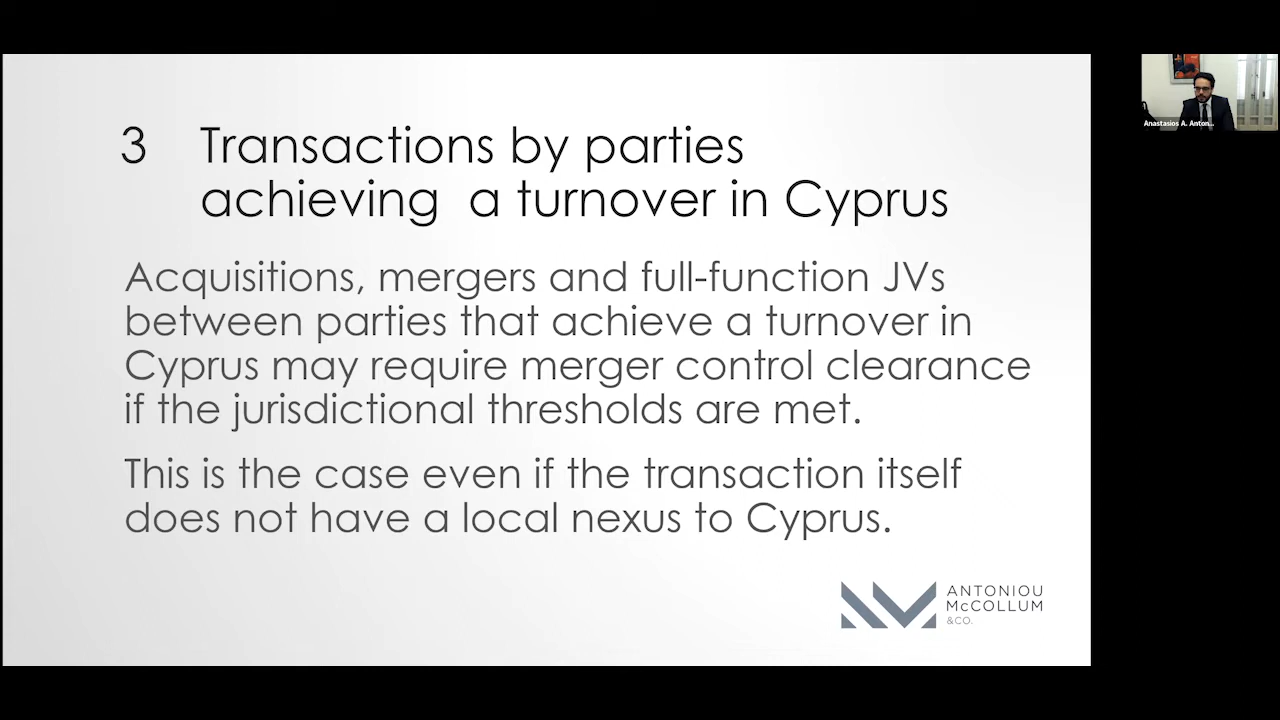 3 Transactions by parties
achieving a turnover in Cyprus
Acquisitions, mergers and full-function JVs
between parties that achieve a turnover in
Cyprus may require merger control clearance
if the jurisdictional thresholds are met.
This is the case even if the transaction itself
does not have a local nexus to Cyprus.
ANTONIOU
McCOLLUM
&CO.
Anastasios A. Anton...